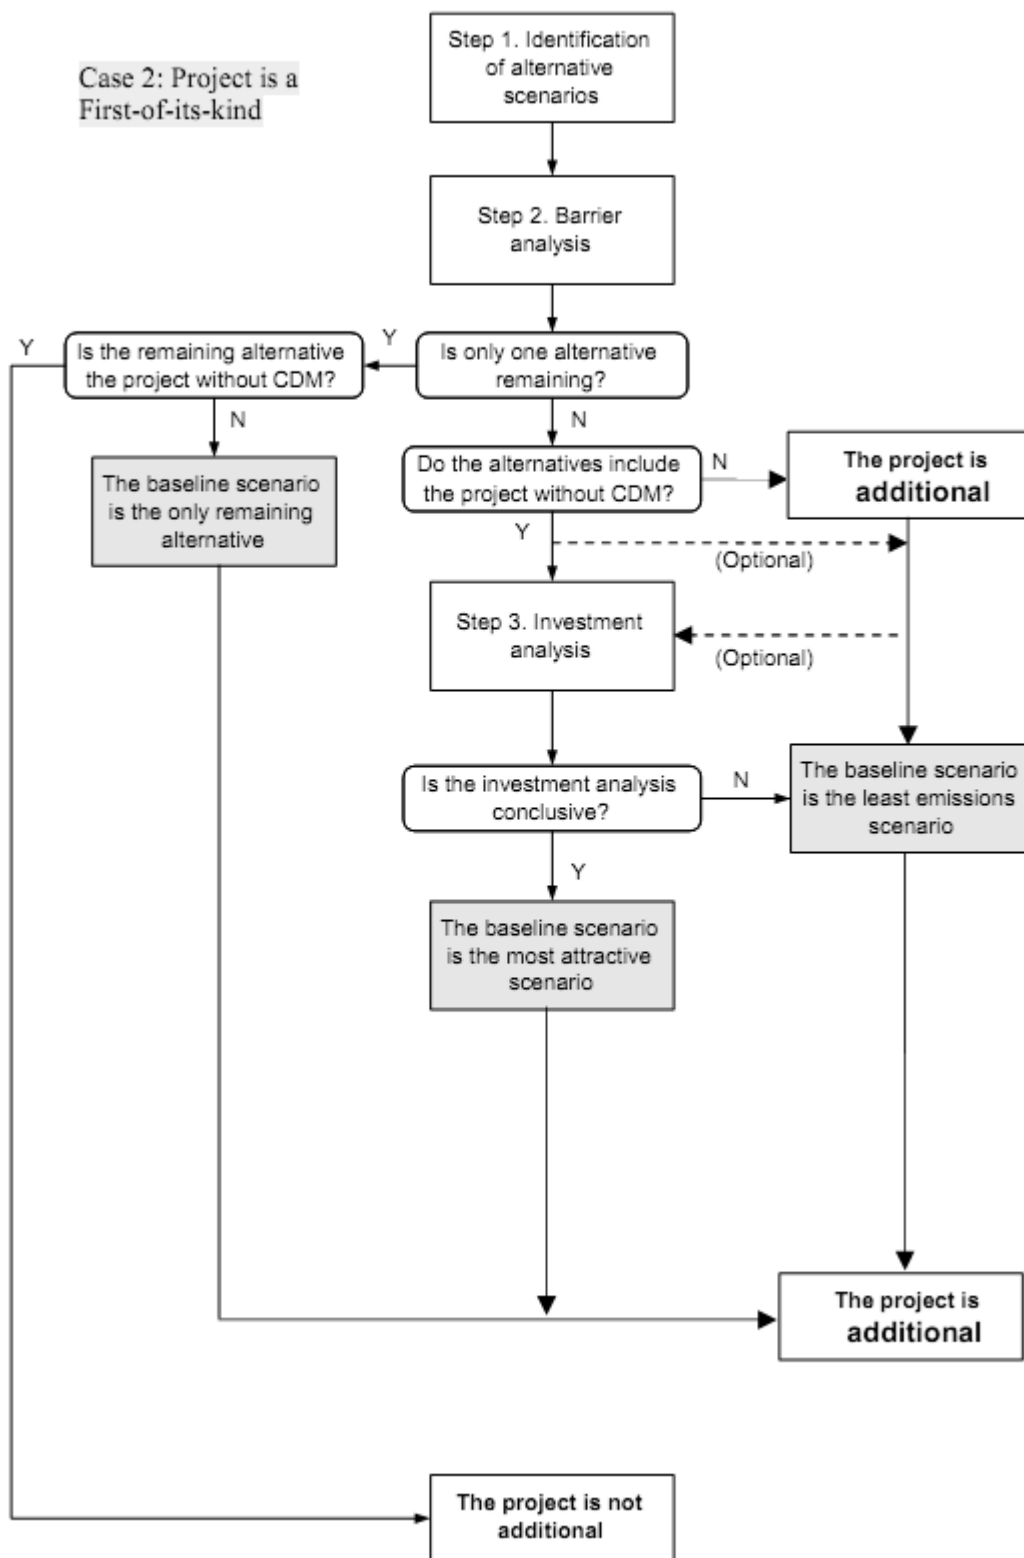 Step 1. Identification
of alternative
scenarios
Case 2: Project is a
First-of-its-kind
Step 2. Barrier
analysis
Y
Is the remaining alternative
the project without CDM?
Y
Is only one alternative
remaining?
N
N
The baseline scenario
is the only remaining
alternative
Do the alternatives include
the project without CDM?
N
The project is
additional
Y
(Optional)
Step 3. Investment
analysis
(Optional)
Is the investment analysis
conclusive?
N
The baseline scenario
is the least emissions
scenario
Y
The baseline scenario
is the most attractive
scenario
The project is
additional
The project is not
additional